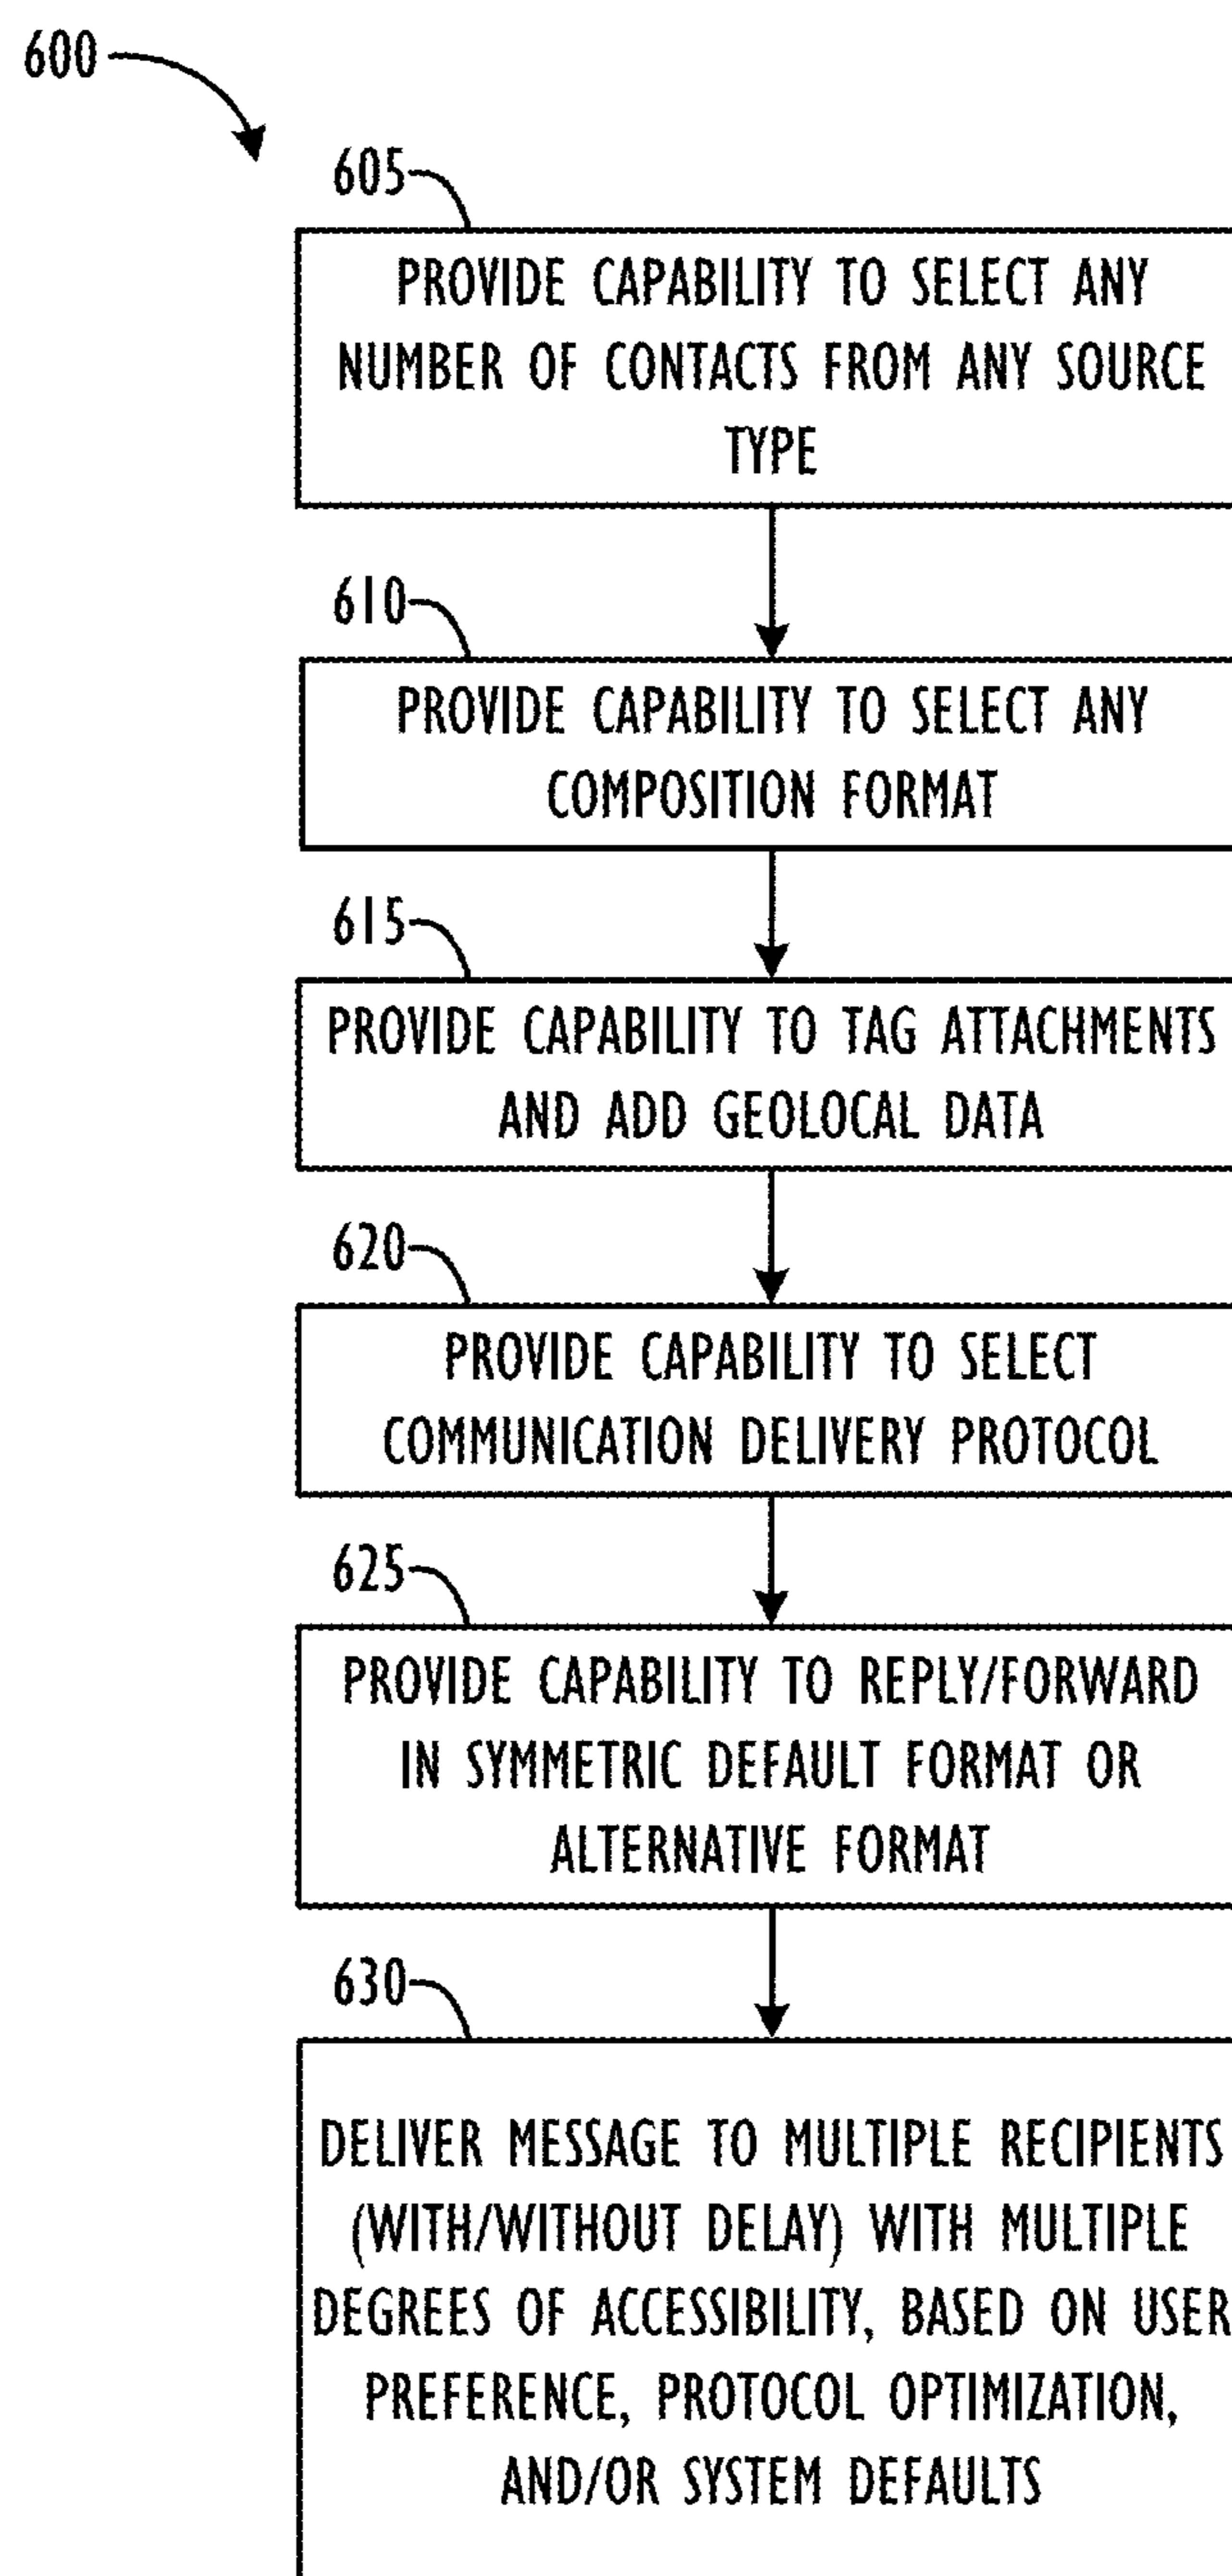 600
605
PROVIDE CAPABILITY TO SELECT ANY
NUMBER OF CONTACTS FROM ANY SOURCE
TYPE
610
PROVIDE CAPABILITY TO SELECT ANY
COMPOSITION FORMAT
615
PROVIDE CAPABILITY TO TAG ATTACHMENTS
AND ADD GEOLOCAL DATA
620
PROVIDE CAPABILITY TO SELECT
COMMUNICATION DELIVERY PROTOCOL
625
PROVIDE CAPABILITY TO REPLY/FORWARD
IN SYMMETRIC DEFAULT FORMAT OR
ALTERNATIVE FORMAT
630
DELIVER MESSAGE TO MULTIPLE RECIPIENTS
(WITH/WITHOUT DELAY) WITH MULTIPLE
DEGREES OF ACCESSIBILITY, BASED ON USER
PREFERENCE, PROTOCOL OPTIMIZATION,
AND/OR SYSTEM DEFAULTS